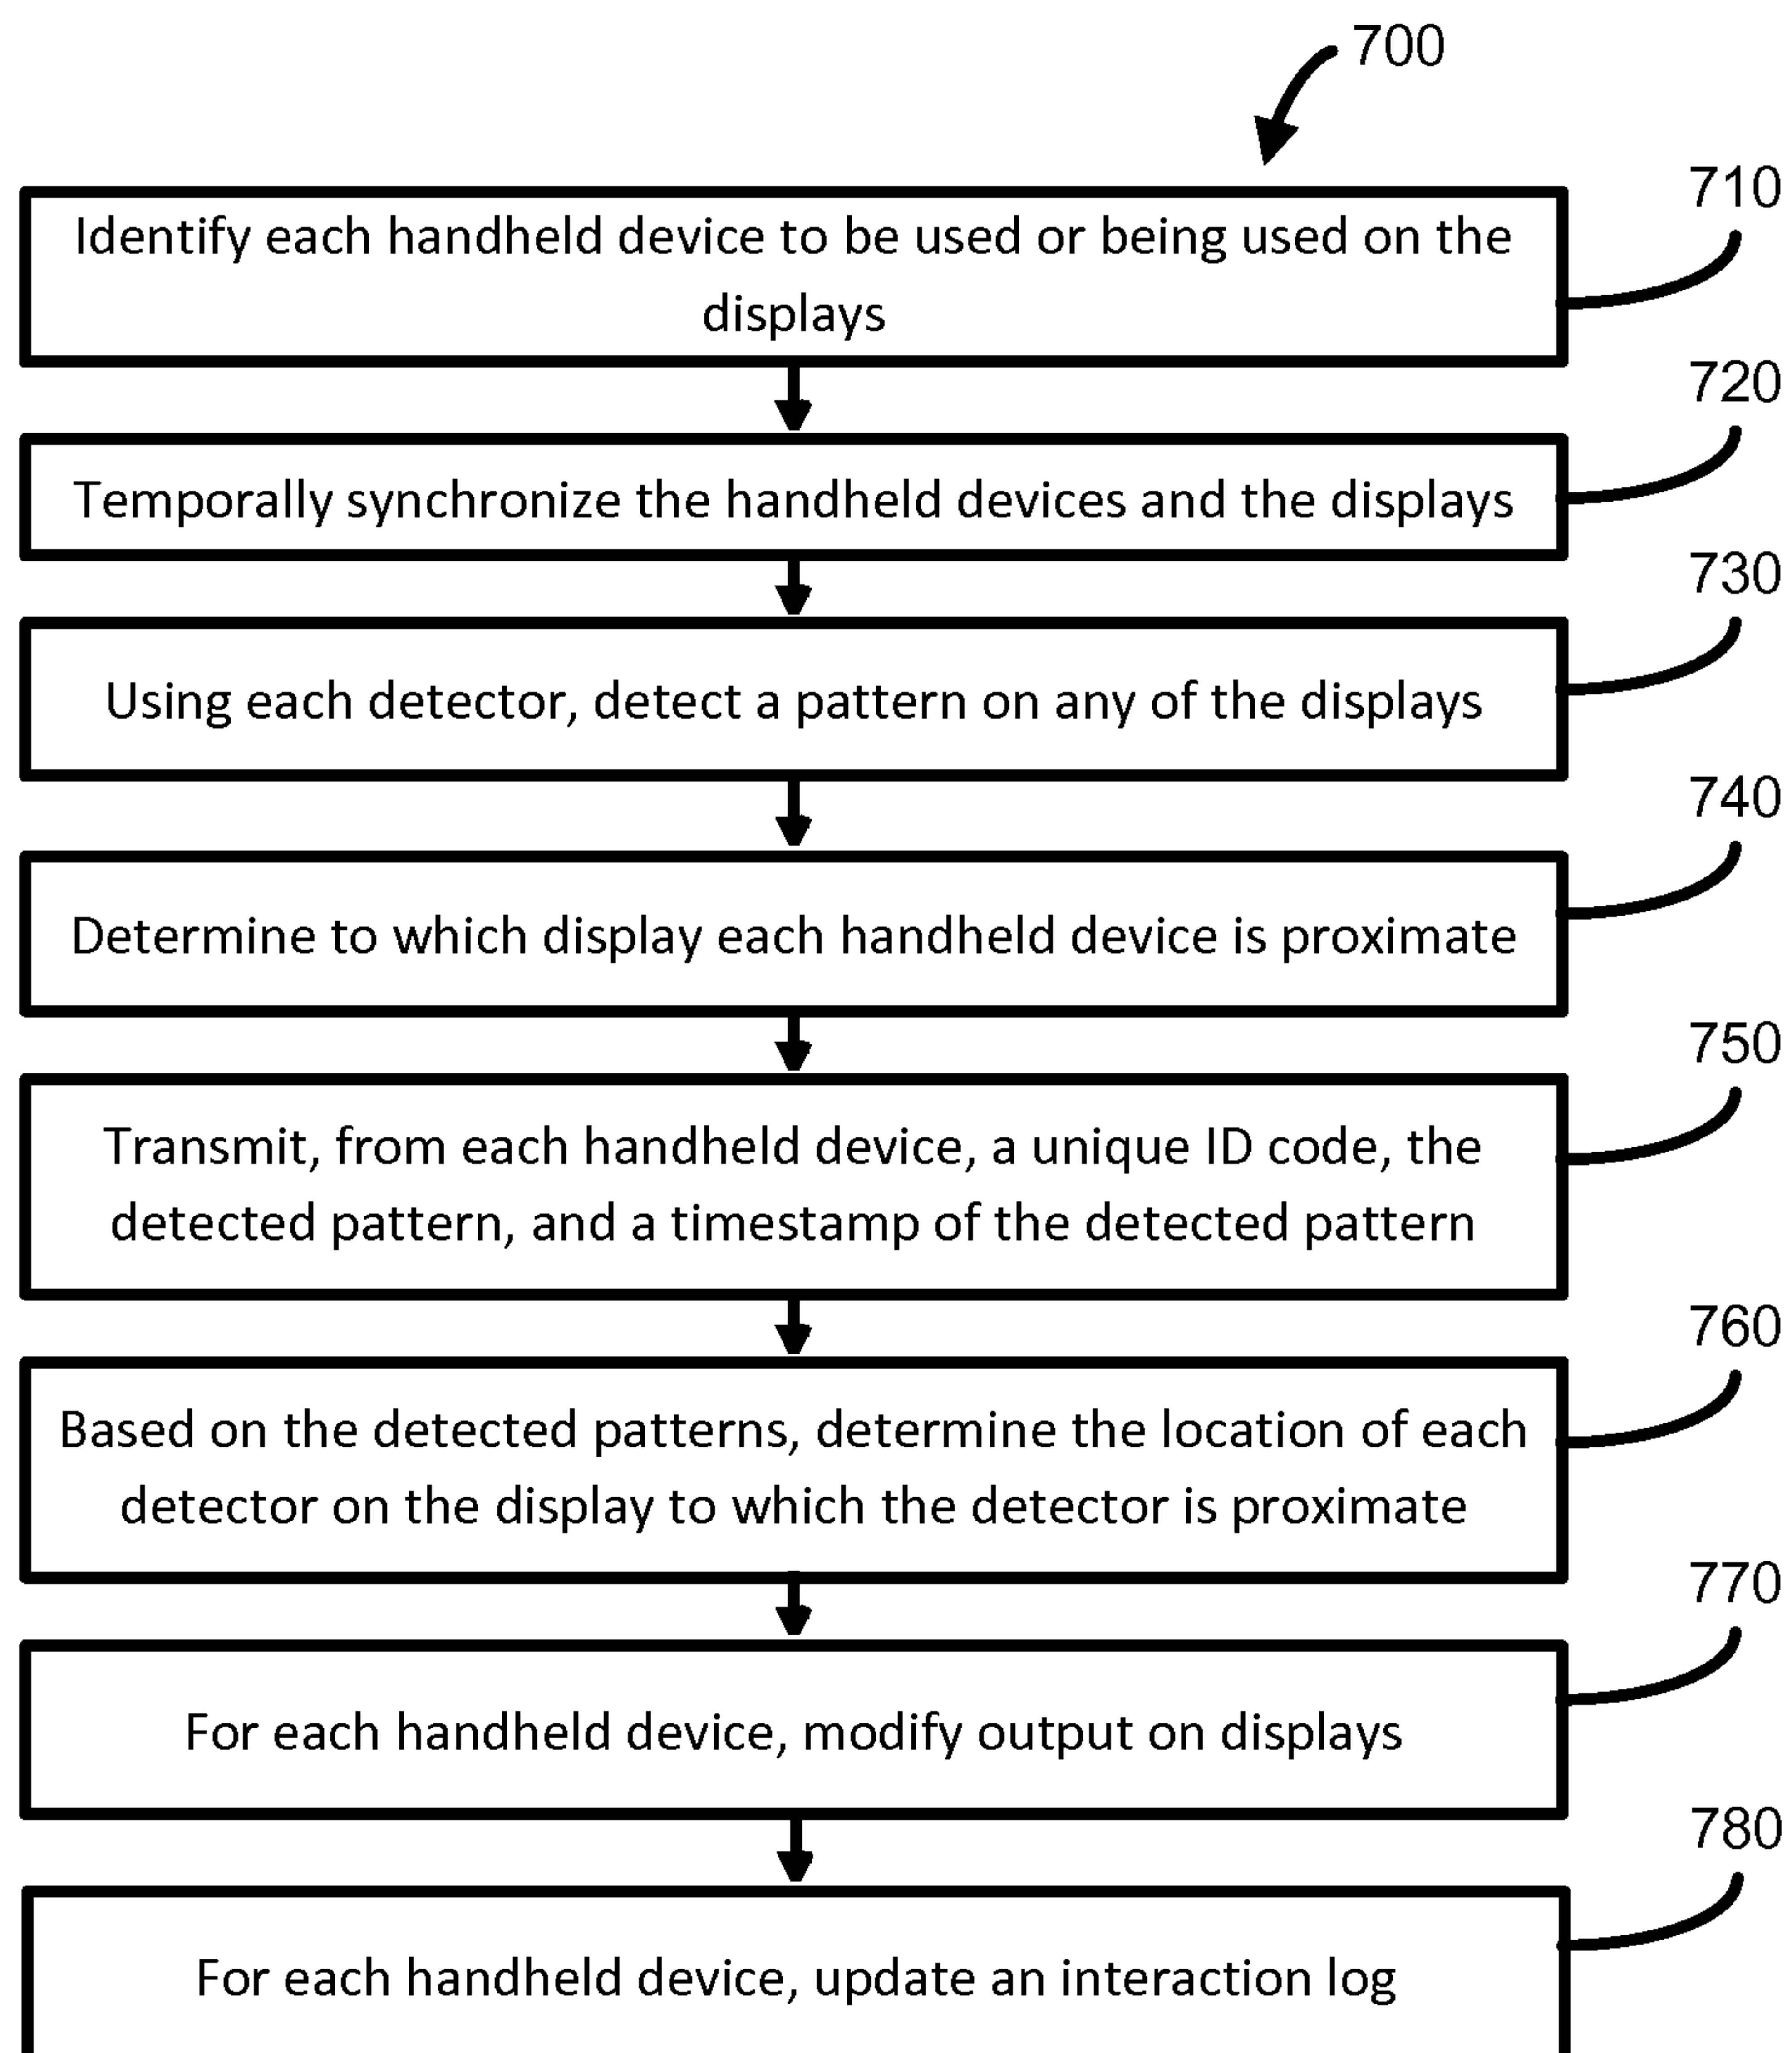 700
710
Identify each handheld device to be used or being used on the
displays
720
Temporally synchronize the handheld devices and the displays
730
Using each detector, detect a pattern on any of the displays
740
Determine to which display each handheld device is proximate
750
Transmit, from each handheld device, a unique ID code, the
detected pattern, and a timestamp of the detected pattern
760
Based on the detected patterns, determine the location of each
detector on the display to which the detector is proximate
770
For each handheld device, modify output on displays
780
For each handheld device, update an interaction log